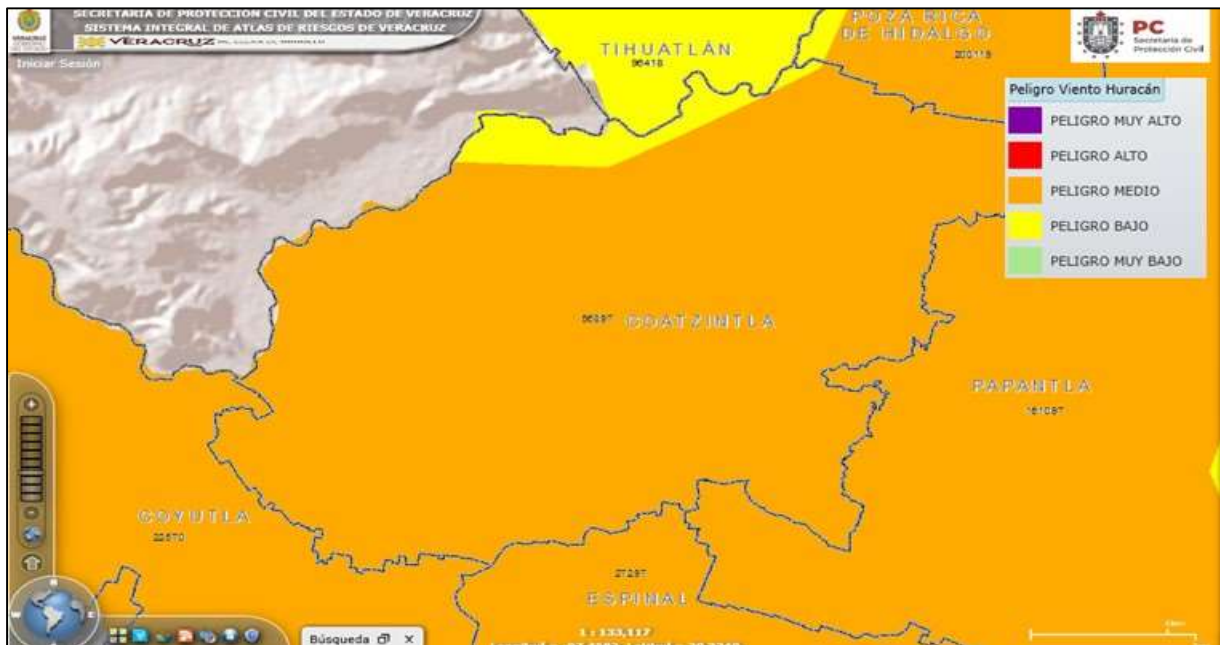 SECRETARIA DE PROTECCION CIVIL DEL ESTADO DE VERACRUZ
SISTEMA INTEGRAL DE ATLAS DE RIESGOS DE VERACRUZ
VERACRUZ
Iniciar Sesión
PC
Secretaría de
Protección Civil
Peligro Viento Huracán
PELIGRO MUY ALTO
PELIGRO ALTO
PELIGRO MEDIO
PELIGRO BAJO
PELIGRO MUY BAJO
TIHUATLÁN
POZA RICA
DE HIDALGO
COATZINTLA
PAPANTLA
COYUTLA
27297
ESPINAL
1 : 133,117
Búsqueda